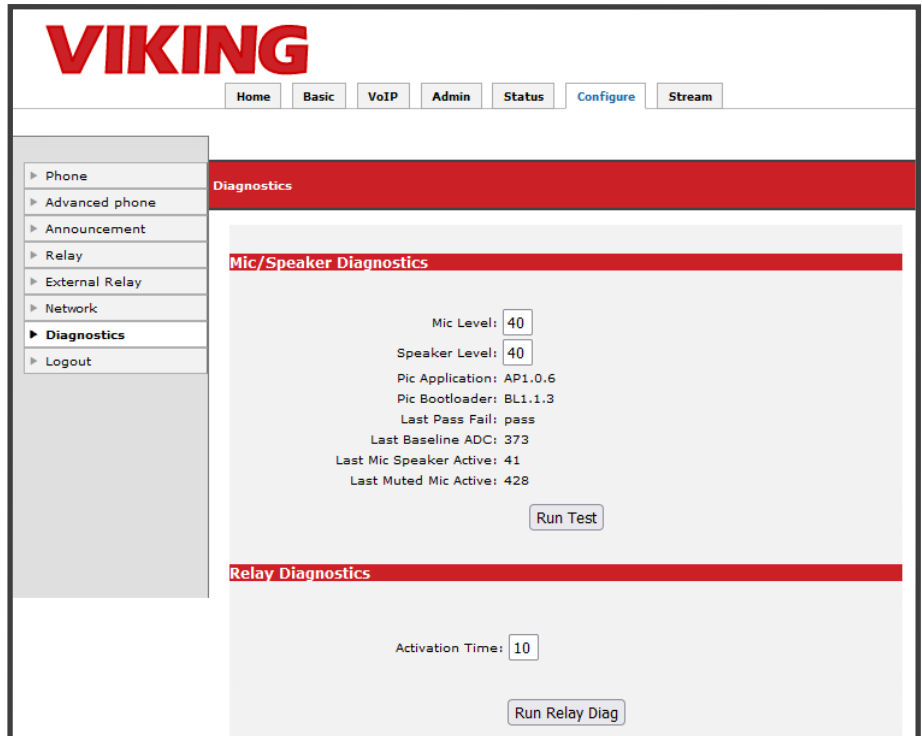 VIKING
Home Basic VoIP Admin Status Configure Stream
Phone
Advanced phone
Announcement
Relay
External Relay
Network
Diagnostics
Logout
Diagnostics
Mic/Speaker Diagnostics
Mic Level: 40
Speaker Level: 40
Pic Application: AP1.0.6
Pic Bootloader: BL1.1.3
Last Pass Fail: pass
Last Baseline ADC: 373
Last Mic Speaker Active: 41
Last Muted Mic Active: 428
Run Test
Relay Diagnostics
Activation Time: 10
Run Relay Diag